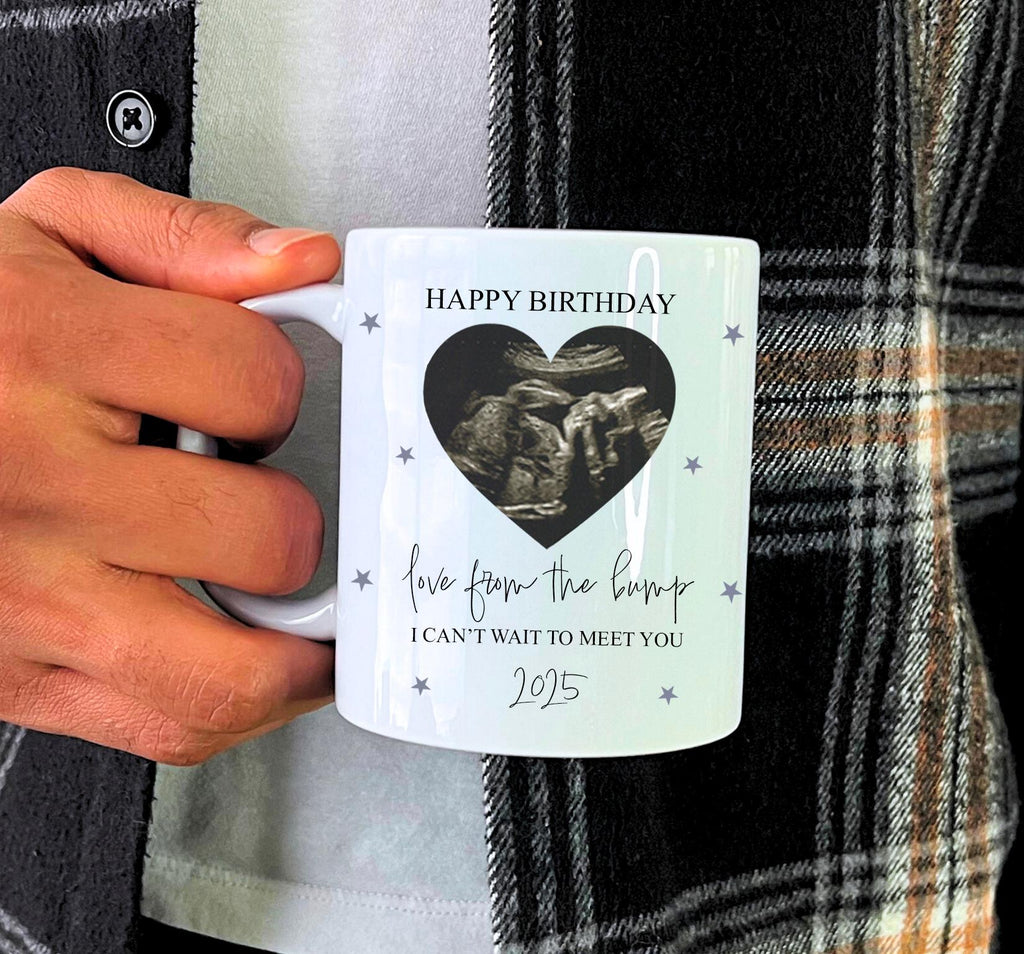 HAPPY BIRTHDAY
love from the bump
I CAN'T WAIT TO MEET YOU
2025